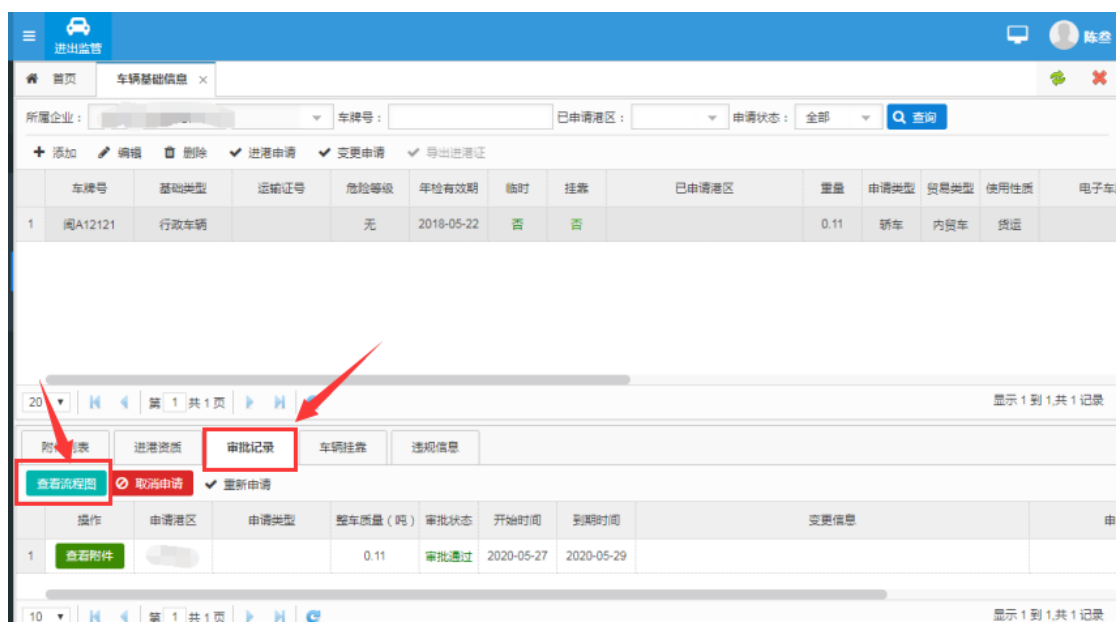 进出监管
陈叁
首页 车辆基础信息 ×
所属企业： 车牌号： 已申请港区： 申请状态： 全部 查询
添加 编辑 删除 进港申请 变更申请 导出进港证
车牌号 基础类型 运输证号 危险等级 年检有效期 临时 挂靠 已申请港区 重量 申请类型 贸易类型 使用性质 电子车
1 闽A12121 行政车辆 无 2018-05-22 否 否 0.11 轿车 内贸车 货运
20 第 1 共1页 显示1到1,共1记录
附 表 进港资质 审批记录 车辆挂靠 违规信息
查看流程图 取消申请 重新申请
操作 申请港区 申请类型 整车质量（吨） 审批状态 开始时间 到期时间 变更信息 申
1 查看附件 0.11 审批通过 2020-05-27 2020-05-29
10 第 1 共1页 显示1到1,共1记录